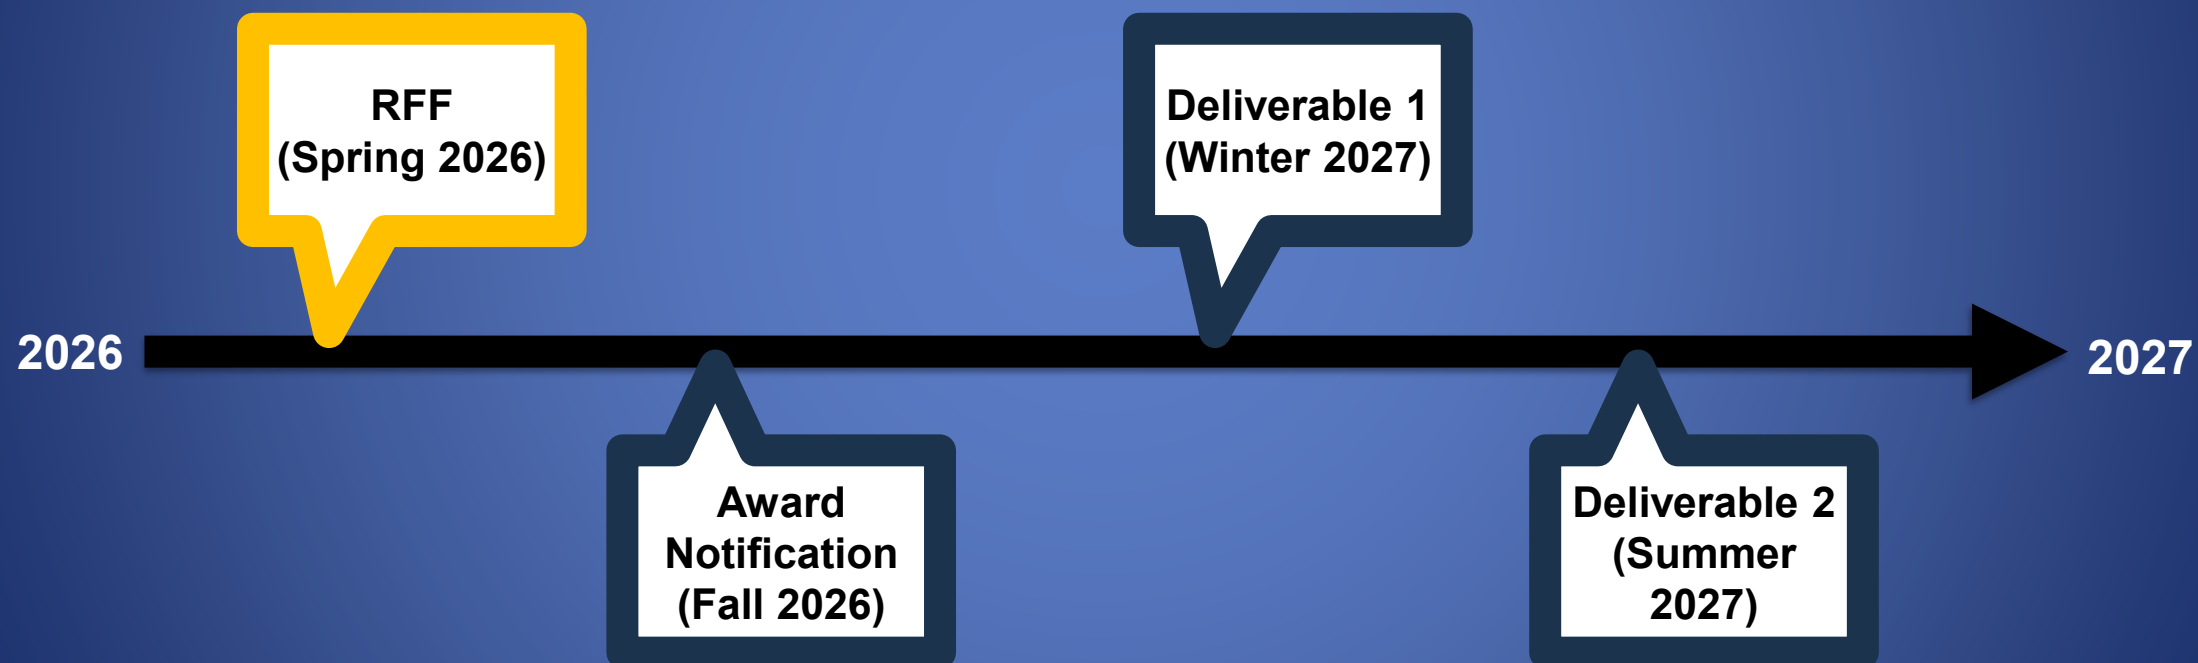 RFF
(Spring 2026)
Deliverable 1
(Winter 2027)
2026
2027
Award
Notification
(Fall 2026)
Deliverable 2
(Summer
2027)